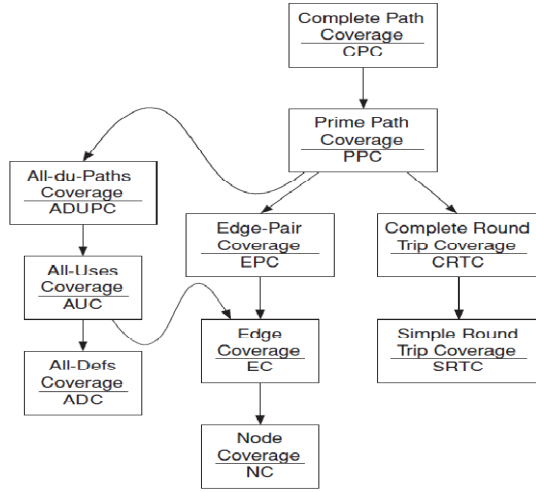 Complete Path
Coverage
CPC
Prime Path
Coverage
PPC
All-du-Paths
Coverage
ADUPC
Edge-Pair
Coverage
EPC
Complete Round
Trip Coverage
CRTC
All-Uses
Coverage
AUC
Edge
Coverage
EC
Simple Round
Trip Coverage
SRTC
All-Defs
Coverage
ADC
Node
Coverage
NC